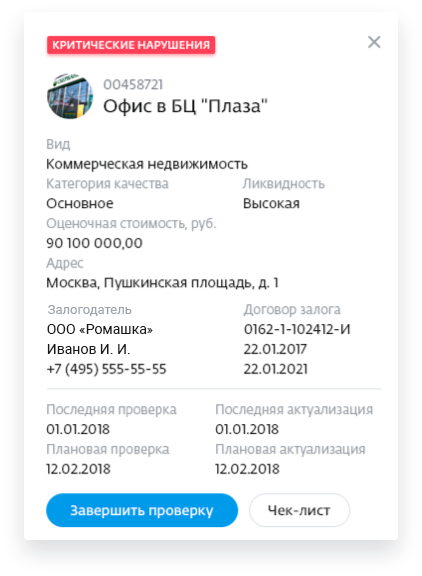 КРИТИЧЕСКИЕ НАРУШЕНИЯ
00458721
Офис в БЦ "Плаза"
Вид
Коммерческая недвижимость
Категория качества Ликвидность
Основное Высокая
Оценочная стоимость, руб.
90 100 000,00
Адрес
Москва, Пушкинская площадь, д. 1
Залогодатель Договор залога
ООО «Ромашка» 0162-1-102412-И
Иванов И. И. 22.01.2017
+7 (495) 555-55-55 22.01.2021
Последняя проверка Последняя актуализация
01.01.2018 01.01.2018
Плановая проверка Плановая актуализация
12.02.2018 12.02.2018
Завершить проверку Чек-лист